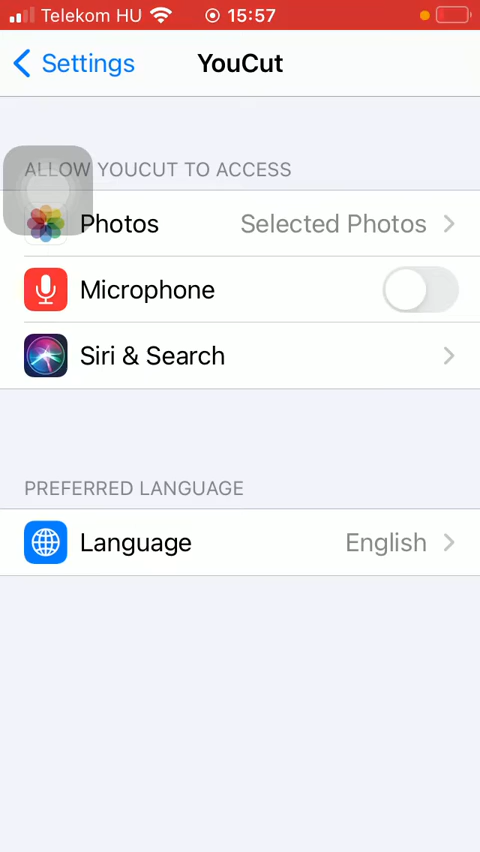 Telekom HU 15:57
Settings YouCut
ALLOW YOUCUT TO ACCESS
Photos Selected Photos
Microphone
Siri & Search
PREFERRED LANGUAGE
Language English